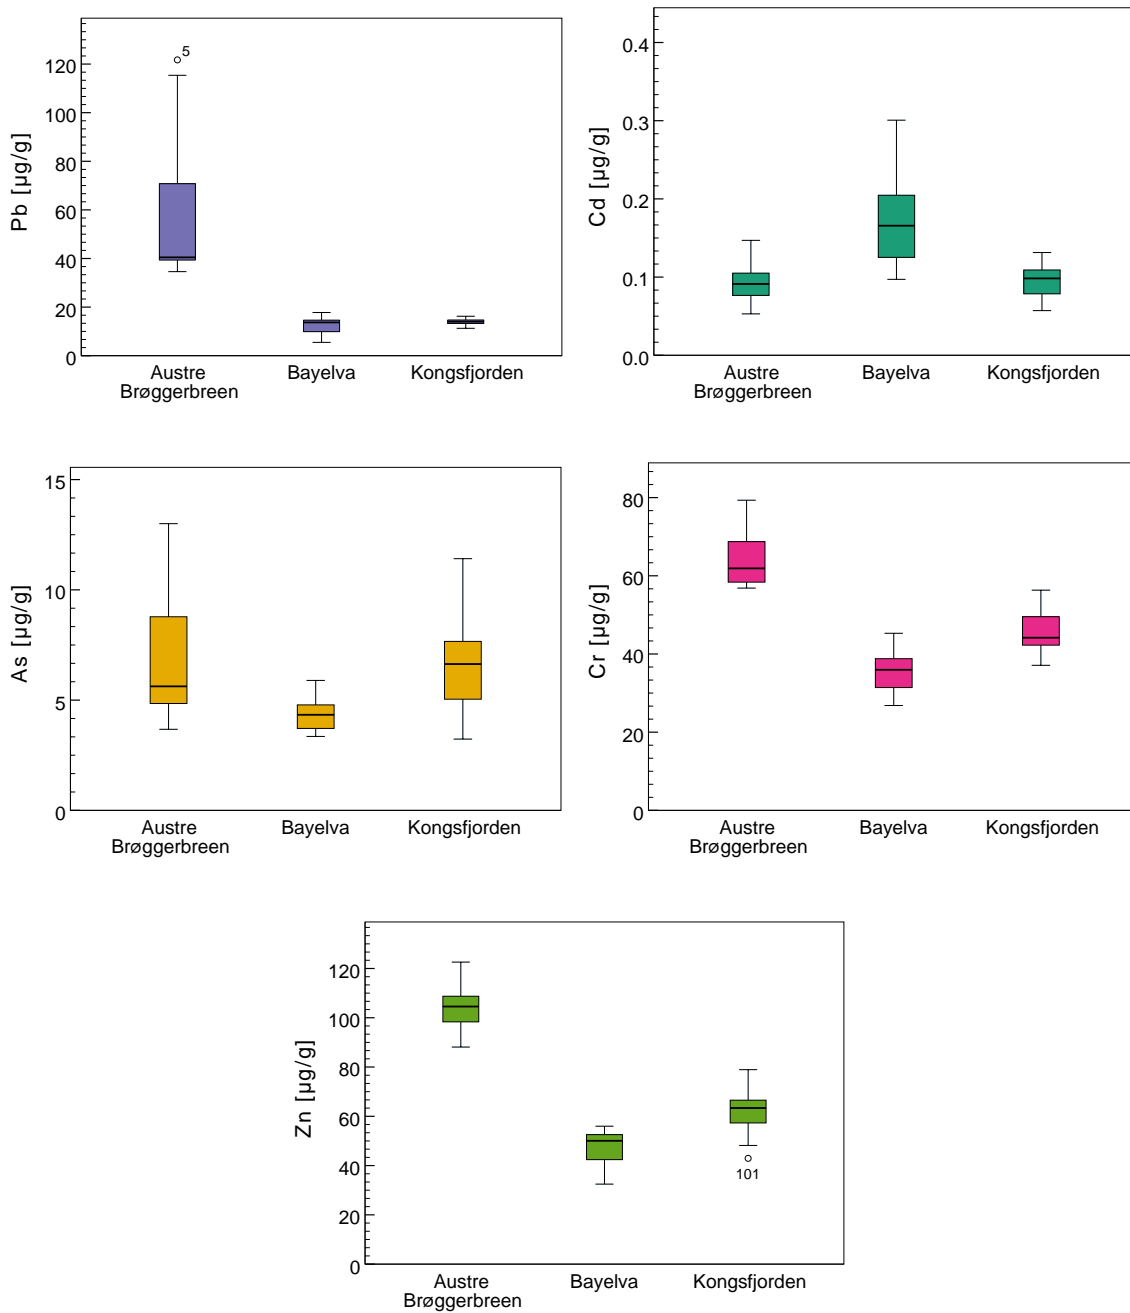 Pb [µg/g]
120
100
80
60
40
20
0
5
Austre
Brøggerbreen
Bayelva
Kongsfjorden
Cd [µg/g]
0.4
0.3
0.2
0.1
0.0
Austre
Brøggerbreen
Bayelva
Kongsfjorden
As [µg/g]
15
10
5
0
Austre
Brøggerbreen
Bayelva
Kongsfjorden
Cr [µg/g]
80
60
40
20
0
Austre
Brøggerbreen
Bayelva
Kongsfjorden
Zn [µg/g]
120
100
80
60
40
20
0
101
Austre
Brøggerbreen
Bayelva
Kongsfjorden